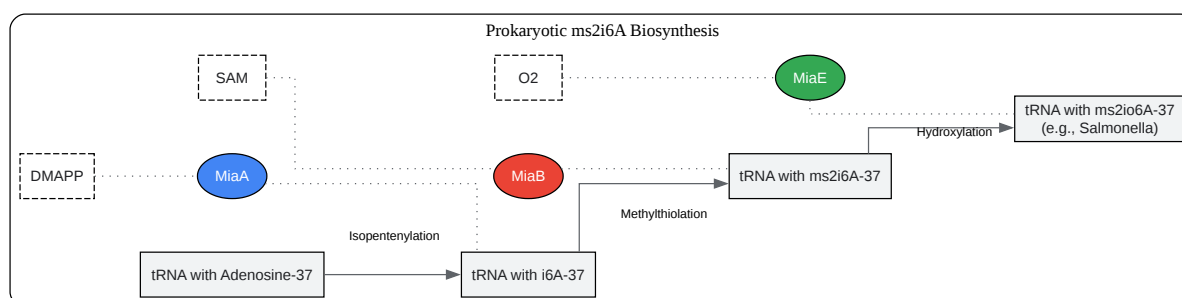 Prokaryotic ms2i6A Biosynthesis
SAM
O2
MiaE
tRNA with ms2io6A-37
(e.g., Salmonella)
Hydroxylation
DMAPP
MiaA
MiaB
tRNA with ms2i6A-37
Methylthiolation
Isopentenylation
tRNA with Adenosine-37
tRNA with i6A-37